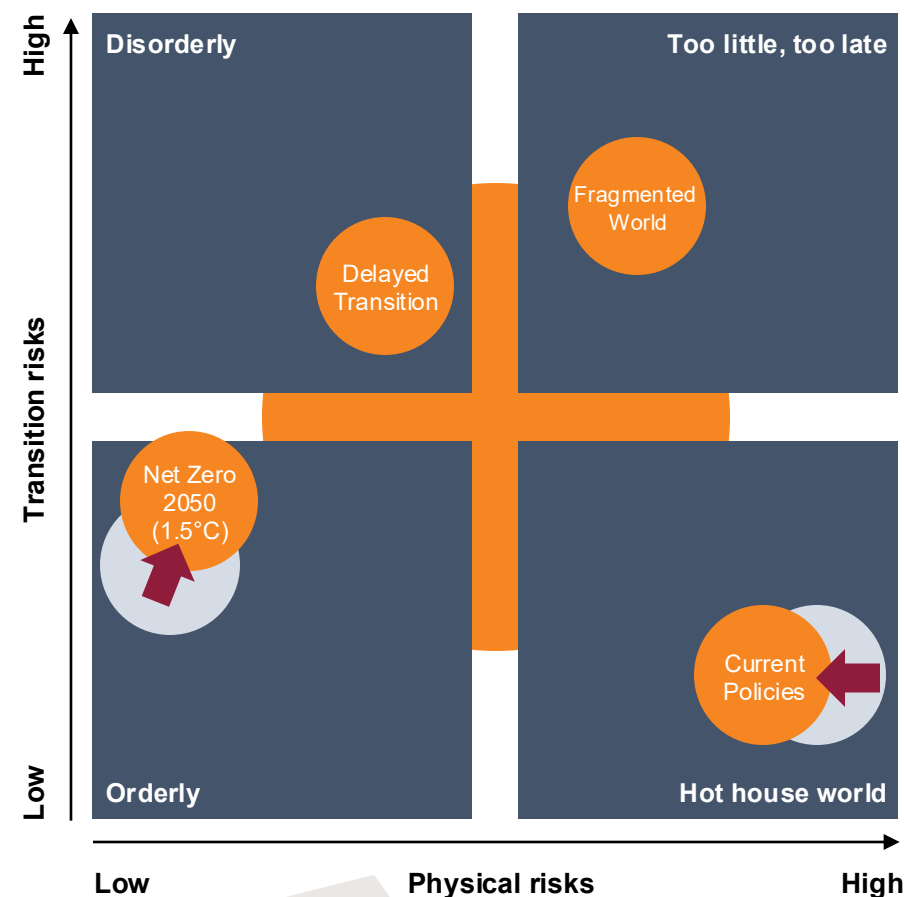 High
Disorderly
Too little, too late
Fragmented
World
Delayed
Transition
Transition risks
Net Zero
2050
(1.5°C)
Current
Policies
Low
Orderly
Hot house world
Low
Physical risks
High